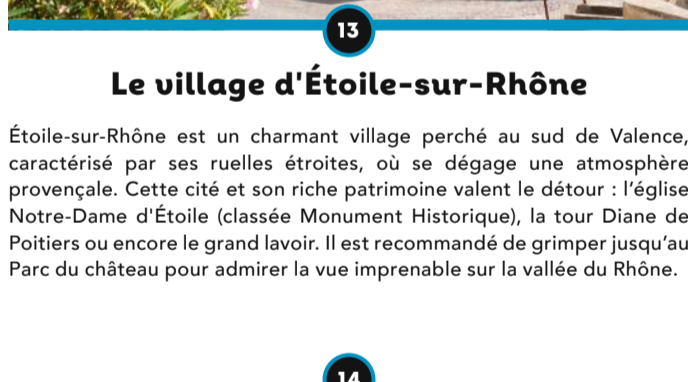 13
Le village d'Étoile-sur-Rhône
Étoile-sur-Rhône est un charmant village perché au sud de Valence,
caractérisé par ses ruelles étroites, où se dégage une atmosphère
provençale. Cette cité et son riche patrimoine valent le détour : l’église
Notre-Dame d'Étoile (classée Monument Historique), la tour Diane de
Poitiers ou encore le grand lavoir. Il est recommandé de grimper jusqu’au
Parc du château pour admirer la vue imprenable sur la vallée du Rhône.
14